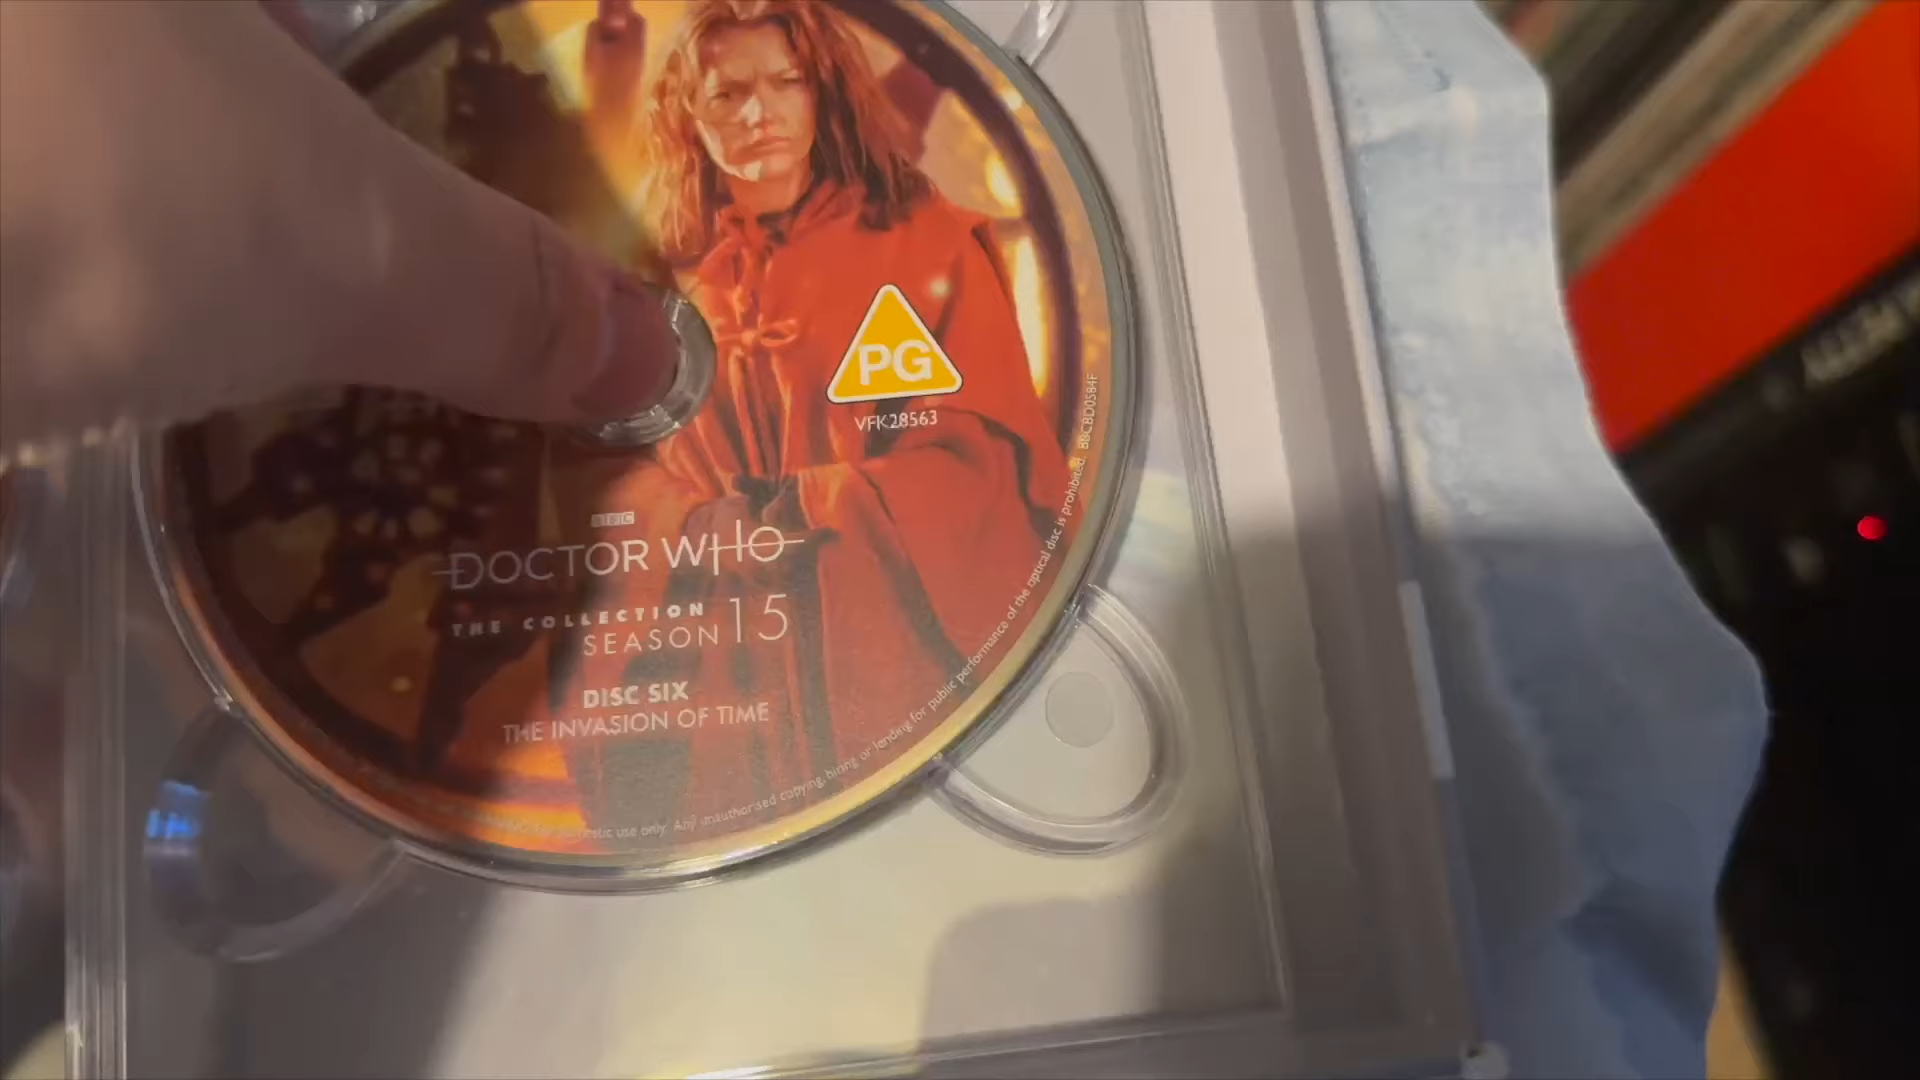 PG
VFK28563
BBC
DOCTOR WHO
THE COLLECTION
SEASON 15
DISC SIX
THE INVASION OF TIME
domestic use only. Any unauthorised copying, hiring or lending for public performance of the optical disc is prohibited. BBCBD0584F